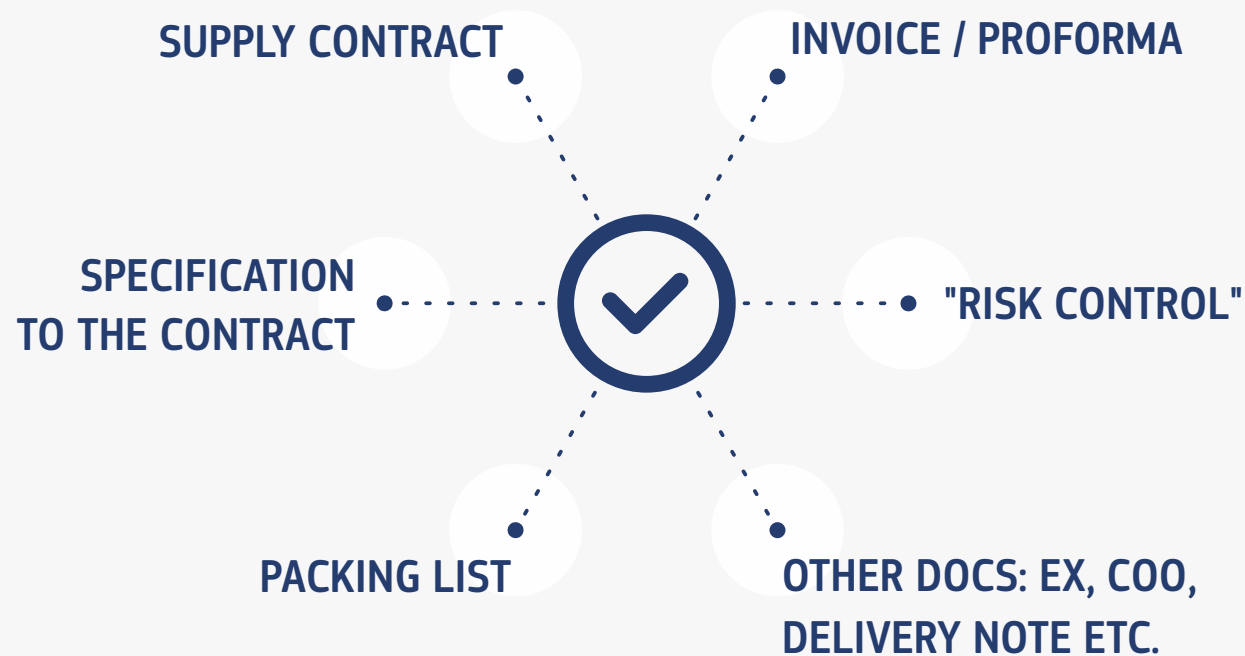 SUPPLY CONTRACT
INVOICE / PROFORMA
SPECIFICATION
TO THE CONTRACT
"RISK CONTROL"
PACKING LIST
OTHER DOCS: EX, COO,
DELIVERY NOTE ETC.